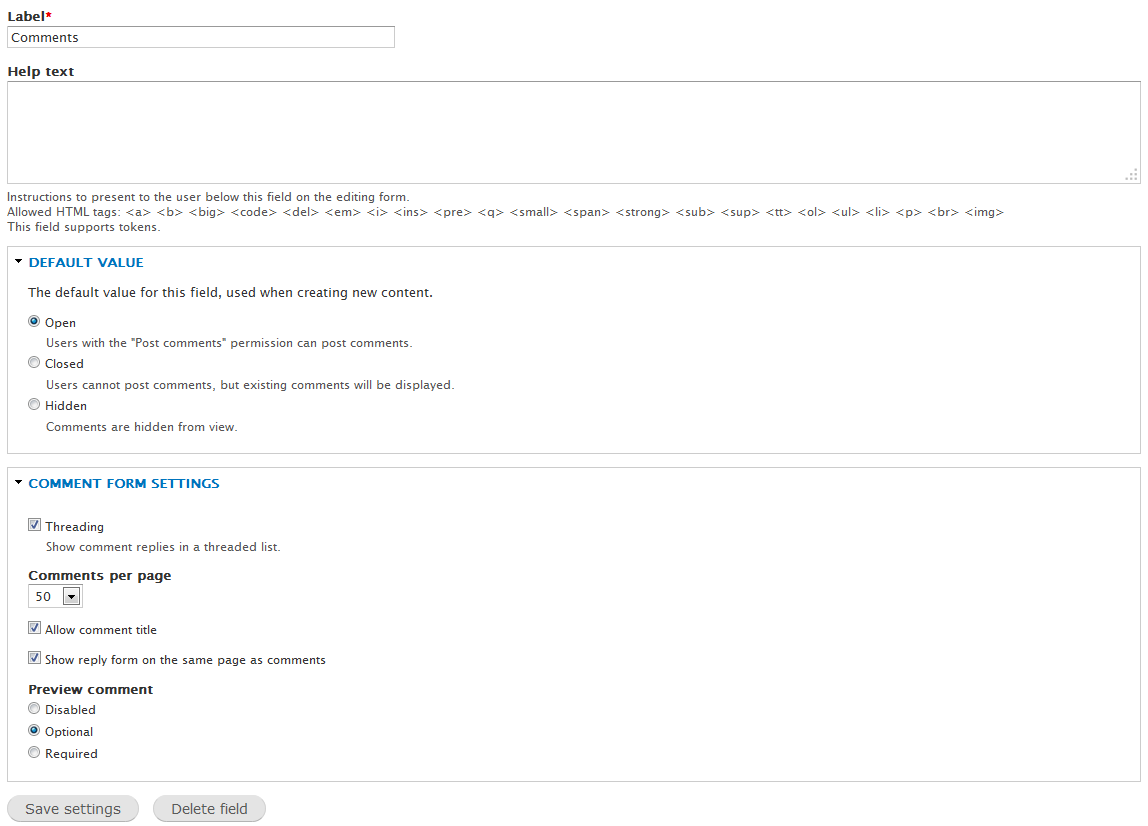 Label*
Comments
Help text
Instructions to present to the user below this field on the editing form.
Allowed HTML tags: <a> <b> <big> <code> <del> <em> <i> <ins> <pre> <q> <small> <span> <strong> <sub> <sup> <tt> <ol> <ul> <li> <p> <br> <img>
This field supports tokens.
DEFAULT VALUE
The default value for this field, used when creating new content.
Open
Users with the "Post comments" permission can post comments.
Closed
Users cannot post comments, but existing comments will be displayed.
Hidden
Comments are hidden from view.
COMMENT FORM SETTINGS
Threading
Show comment replies in a threaded list.
Comments per page
50
Allow comment title
Show reply form on the same page as comments
Preview comment
Disabled
Optional
Required
Save settings Delete field